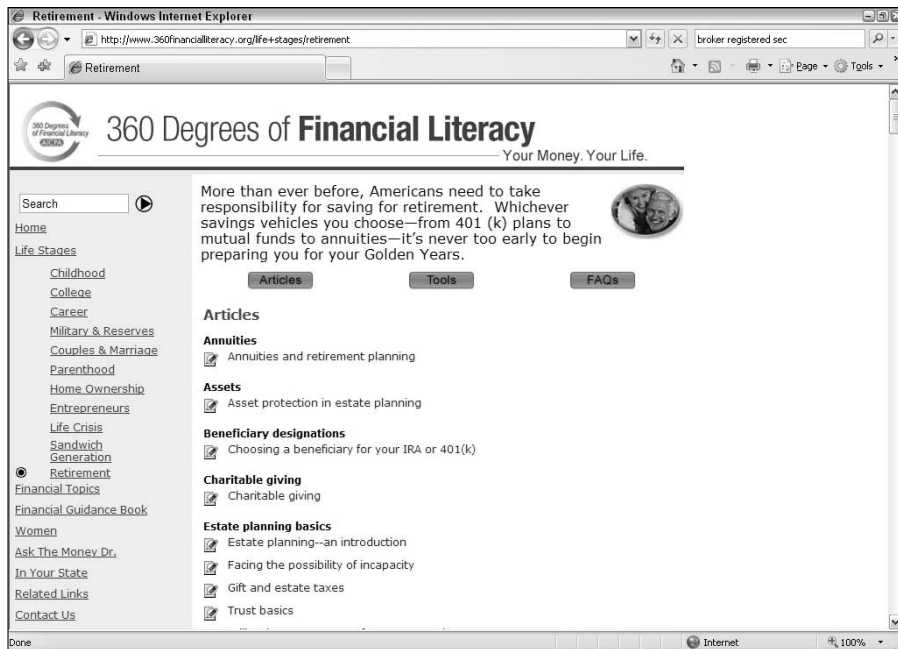 Retirement - Windows Internet Explorer
http://www.360financialliteracy.org/life+stages/retirement
broker registered sec
Retirement
Page
Tools
360 Degrees
of Financial Literacy
AICPA
360 Degrees of Financial Literacy
Your Money. Your Life.
Search
Home
Life Stages
Childhood
College
Career
Military & Reserves
Couples & Marriage
Parenthood
Home Ownership
Entrepreneurs
Life Crisis
Sandwich
Generation
Retirement
Financial Topics
Financial Guidance Book
Women
Ask The Money Dr.
In Your State
Related Links
Contact Us
More than ever before, Americans need to take
responsibility for saving for retirement. Whichever
savings vehicles you choose—from 401 (k) plans to
mutual funds to annuities—it's never too early to begin
preparing you for your Golden Years.
Articles
Tools
FAQs
Articles
Annuities
Annuities and retirement planning
Assets
Asset protection in estate planning
Beneficiary designations
Choosing a beneficiary for your IRA or 401(k)
Charitable giving
Charitable giving
Estate planning basics
Estate planning--an introduction
Facing the possibility of incapacity
Gift and estate taxes
Trust basics
Done
Internet
100%